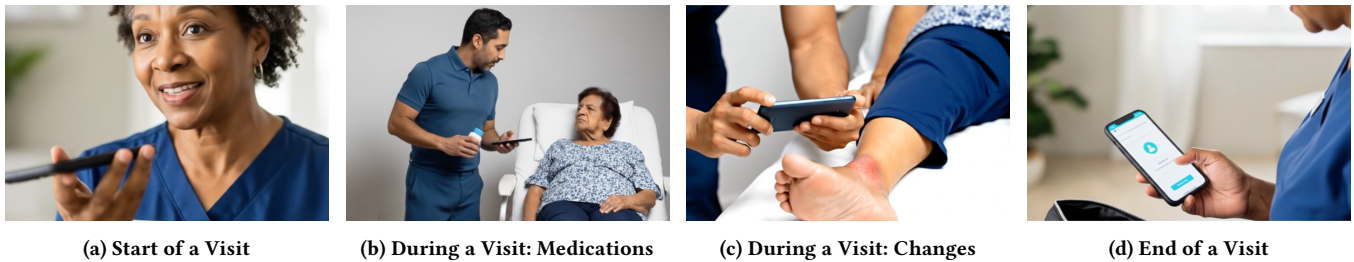 (a) Start of a Visit
(b) During a Visit: Medications
(c) During a Visit: Changes
(d) End of a Visit